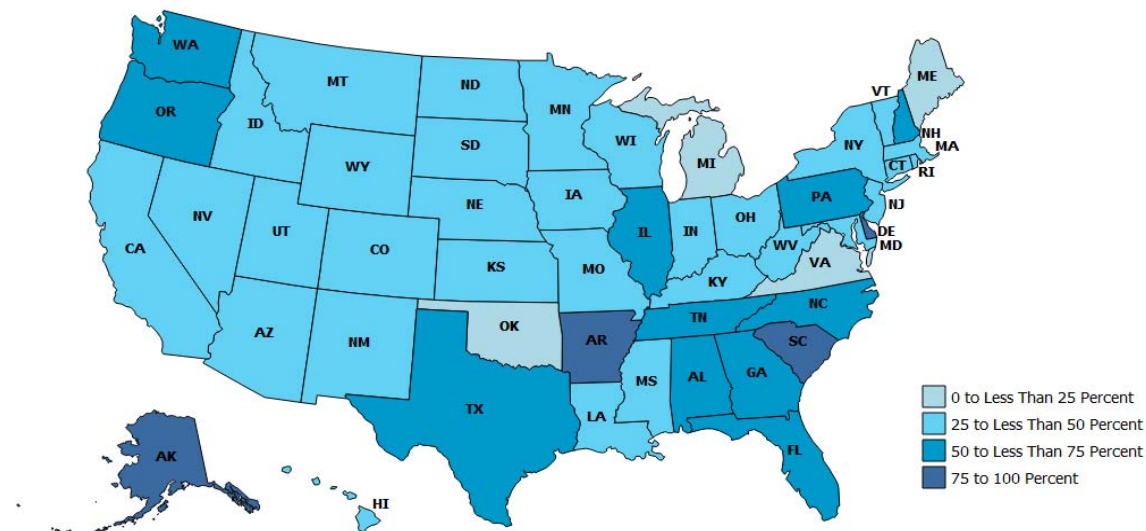 WA
OR
CA
NV
ID
MT
WY
UT
AZ
CO
NM
ND
SD
NE
KS
OK
TX
MN
IA
MO
AR
LA
WI
IL
MI
IN
OH
KY
TN
MS
AL
GA
FL
SC
NC
VA
WV
PA
NY
VT
ME
NH
MA
CT
RI
NJ
DE
MD
AK
HI
0 to Less Than 25 Percent
25 to Less Than 50 Percent
50 to Less Than 75 Percent
75 to 100 Percent